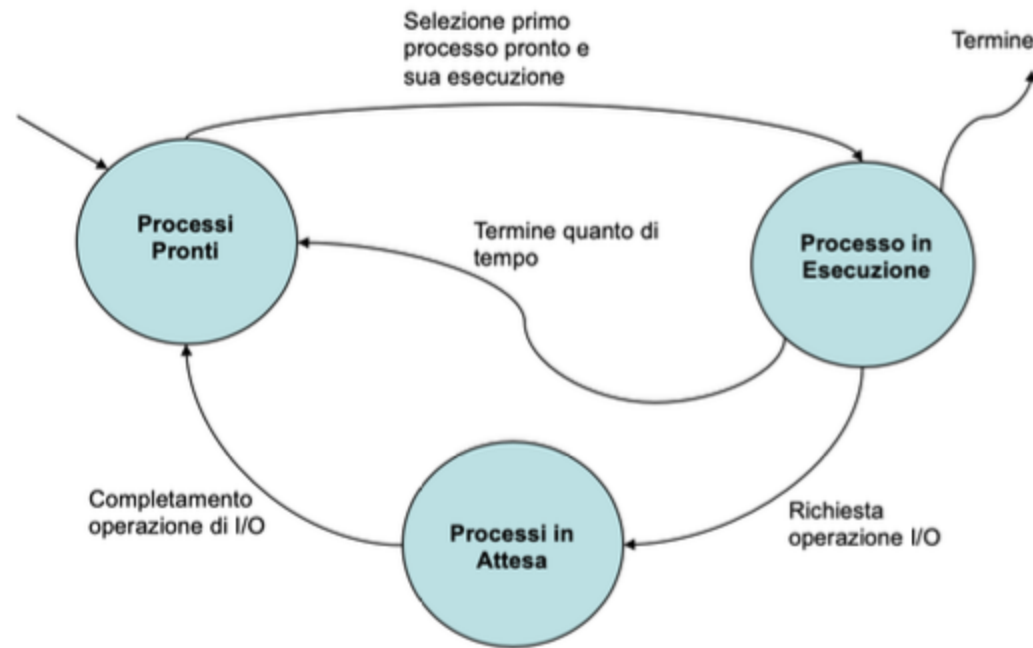 Selezione primo
processo pronto e
sua esecuzione
Termine
Processi
Pronti
Termine quanto di
tempo
Processo in
Esecuzione
Completamento
operazione di I/O
Processi in
Attesa
Richiesta
operazione I/O